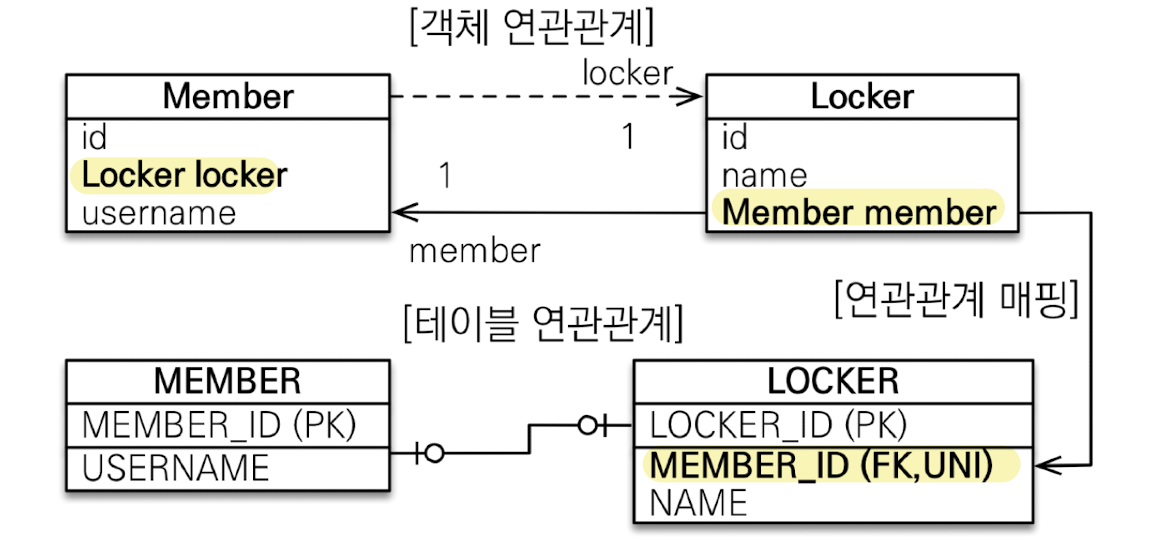 [객체 연관관계]
locker
Member
id
Locker locker
username
1
1
member
Locker
id
name
Member member
[연관관계 매핑]
[테이블 연관관계]
MEMBER
MEMBER_ID (PK)
USERNAME
LOCKER
LOCKER_ID (PK)
MEMBER_ID (FK,UNI)
NAME